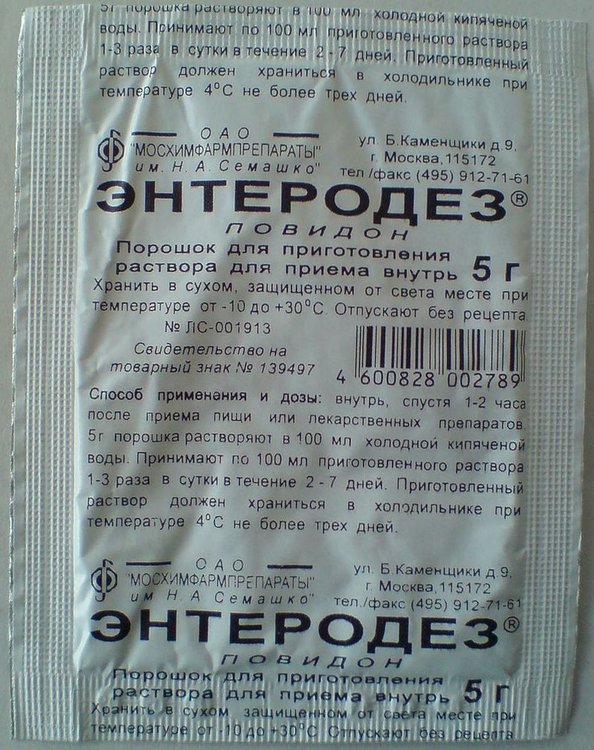 5г порошка растворяют в 100 мл холодной кипяченой
воды. Принимают по 100 мл приготовленного раствора
1-3 раза в сутки в течение 2-7 дней. Приготовленный
раствор должен храниться в холодильнике при
температуре 4°С не более трех дней.
ОАО
"МОСХИМФАРМПРЕПАРАТЫ"
им. Н. А. Семашко"
ул. Б.Каменщики д.9,
г. Москва,115172
тел /факс (495) 912-71-61
ЭНТЕРОДЕЗ®
ПОВИДОН
Порошок для приготовления
раствора для приема внутрь 5 г
Хранить в сухом, защищенном от света месте при
температуре от -10 до +30°С. Отпускают без рецепта
№ ЛС-001913
Свидетельство на
товарный знак № 139497
4 600828 002789
Способ применения и дозы: внутрь, спустя 1-2 часа
после приема пищи или лекарственных препаратов.
5г порошка растворяют в 100 мл холодной кипяченой
воды. Принимают по 100 мл приготовленного раствора
1-3 раза в сутки в течение 2 - 7 дней. Приготовленный
раствор должен храниться в холодильнике при
температуре 4°С не более трех дней.
ОАО
"МОСХИМФАРМПРЕПАРАТЫ"
им. Н А. Семашко"
ул. Б.Каменщики д.9,
г. Москва,115172
тел./факс (495) 912-71-61
ЭНТЕРОДЕЗ®
ПОВИДОН
Порошок для приготовления
раствора для приема внутрь 5 г
Хранить в сухом, защищенном от света месте при
температуре от -10 до +30°С Отпускают без рецепта